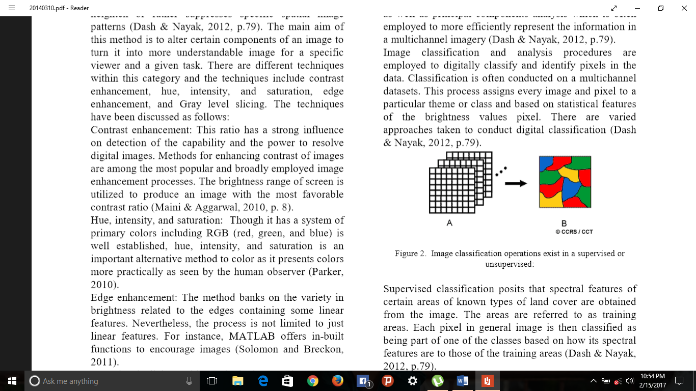 20140310.pdf - Reader
patterns (Dash & Nayak, 2012, p.79). The main aim of
this method is to alter certain components of an image to
turn it into more understandable image for a specific
viewer and a given task. There are different techniques
within this category and the techniques include contrast
enhancement, hue, intensity, and saturation, edge
enhancement, and Gray level slicing. The techniques
have been discussed as follows:
Contrast enhancement: This ratio has a strong influence
on detection of the capability and the power to resolve
digital images. Methods for enhancing contrast of images
are among the most popular and broadly employed image
enhancement processes. The brightness range of screen is
utilized to produce an image with the most favorable
contrast ratio (Maini & Aggarwal, 2010, p. 8).
Hue, intensity, and saturation: Though it has a system of
primary colors including RGB (red, green, and blue) is
well established, hue, intensity, and saturation is an
important alternative method to color as it presents colors
more practically as seen by the human observer (Parker,
2010).
Edge enhancement: The method banks on the variety in
brightness related to the edges containing some linear
features. Nevertheless, the process is not limited to just
linear features. For instance, MATLAB offers in-built
functions to encourage images (Solomon and Breckon,
2011).
employed to more efficiently represent the information in
a multichannel imagery (Dash & Nayak, 2012, p.79).
Image classification and analysis procedures are
employed to digitally classify and identify pixels in the
data. Classification is often conducted on a multichannel
datasets. This process assigns every image and pixel to a
particular theme or class and based on statistical features
of the brightness values pixel. There are varied
approaches taken to conduct digital classification (Dash
& Nayak, 2012, p.79).
A
B
© CCRS / CCT
Figure 2. Image classification operations exist in a supervised or
unsupervised.
Supervised classification posits that spectral features of
certain areas of known types of land cover are obtained
from the image. The areas are referred to as training
areas. Each pixel in general image is then classified as
being part of one of the classes based on how its spectral
features are to those of the training areas (Dash & Nayak,
2012, p.79).
Ask me anything
10:54 PM
2/15/2017